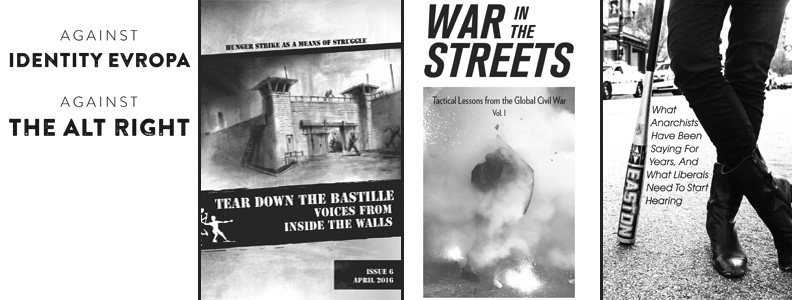 AGAINST
IDENTITY EVROPA
AGAINST
THE ALT RIGHT
HUNGER STRIKE AS A MEANS OF STRUGGLE
TEAR DOWN THE BASTILLE
VOICES FROM
INSIDE THE WALLS
ISSUE 6
APRIL 2016
WAR IN
THE
STREETS
Tactical Lessons from the Global Civil War
Vol. I
What
Anarchists
Have Been
Saying For
Years, And
What Liberals
Need To Start
Hearing
EASTON